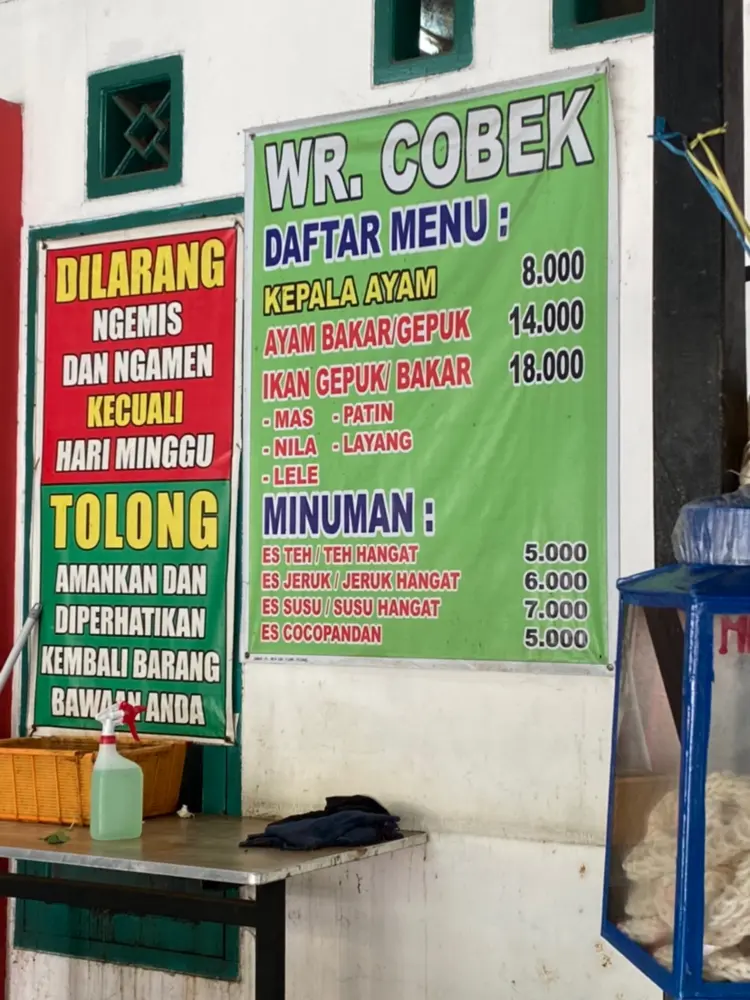 DILARANG
NGEMIS
DAN NGAMEN
KECUALI
HARI MINGGU
TOLONG
AMANKAN DAN
DIPERHATIKAN
KEMBALI BARANG
BAWAAN ANDA
WR. COBEK
DAFTAR MENU :
KEPALA AYAM 8.000
AYAM BAKAR/GEPUK 14.000
IKAN GEPUK/ BAKAR 18.000
- MAS - PATIN
- NILA - LAYANG
- LELE
MINUMAN :
ES TEH / TEH HANGAT 5.000
ES JERUK / JERUK HANGAT 6.000
ES SUSU / SUSU HANGAT 7.000
ES COCOPANDAN 5.000